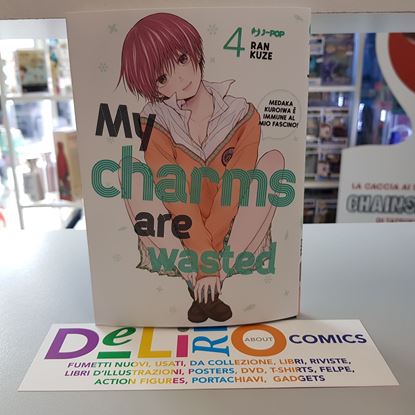 J-POP
4 RAN
KUZE
MEDAKA
KUROIWA È
IMMUNE AL
MIO FASCINO!
My
charms
are
wasted
LA CACCIA AI
CHAINS
DeLiRIO ABOUT COMICS
FUMETTI NUOVI, USATI, DA COLLEZIONE, LIBRI, RIVISTE,
LIBRI D'ILLUSTRAZIONI, POSTERS, DVD, T-SHIRTS, FELPE,
ACTION FIGURES, PORTACHIAVI, GADGETS